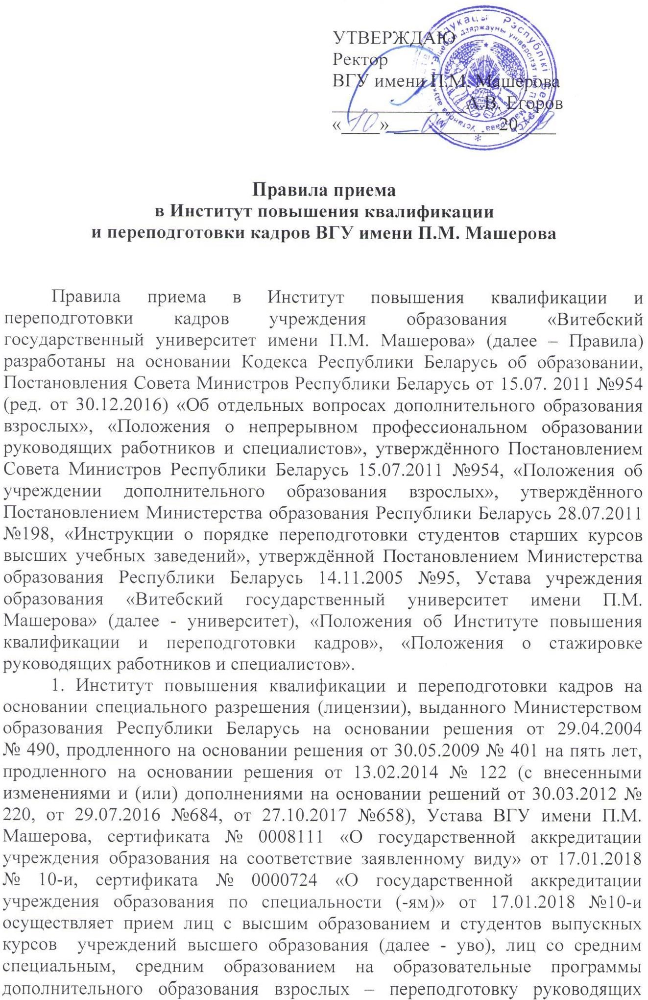 УТВЕРЖДАЮ
Ректор
ВГУ имени П.М. Машерова
А.В. Егоров
«10» 20
Правила приема
в Институт повышения квалификации
и переподготовки кадров ВГУ имени П.М. Машерова
Правила приема в Институт повышения квалификации и
переподготовки кадров учреждения образования «Витебский
государственный университет имени П.М. Машерова» (далее – Правила)
разработаны на основании Кодекса Республики Беларусь об образовании,
Постановления Совета Министров Республики Беларусь от 15.07. 2011 №954
(ред. от 30.12.2016) «Об отдельных вопросах дополнительного образования
взрослых», «Положения о непрерывном профессиональном образовании
руководящих работников и специалистов», утверждённого Постановлением
Совета Министров Республики Беларусь 15.07.2011 №954, «Положения об
учреждении дополнительного образования взрослых», утверждённого
Постановлением Министерства образования Республики Беларусь 28.07.2011
№198, «Инструкции о порядке переподготовки студентов старших курсов
высших учебных заведений», утверждённой Постановлением Министерства
образования Республики Беларусь 14.11.2005 №95, Устава учреждения
образования «Витебский государственный университет имени П.М.
Машерова» (далее - университет), «Положения об Институте повышения
квалификации и переподготовки кадров», «Положения о стажировке
руководящих работников и специалистов».
1. Институт повышения квалификации и переподготовки кадров на
основании специального разрешения (лицензии), выданного Министерством
образования Республики Беларусь на основании решения от 29.04.2004
№ 490, продленного на основании решения от 30.05.2009 № 401 на пять лет,
продленного на основании решения от 13.02.2014 № 122 (с внесенными
изменениями и (или) дополнениями на основании решений от 30.03.2012 №
220, от 29.07.2016 №684, от 27.10.2017 №658), Устава ВГУ имени П.М.
Машерова, сертификата № 0008111 «О государственной аккредитации
учреждения образования на соответствие заявленному виду» от 17.01.2018
№ 10-и, сертификата № 0000724 «О государственной аккредитации
учреждения образования по специальности (-ям)» от 17.01.2018 №10-и
осуществляет прием лиц с высшим образованием и студентов выпускных
курсов учреждений высшего образования (далее - уво), лиц со средним
специальным, средним образованием на образовательные программы
дополнительного образования взрослых – переподготовку руководящих